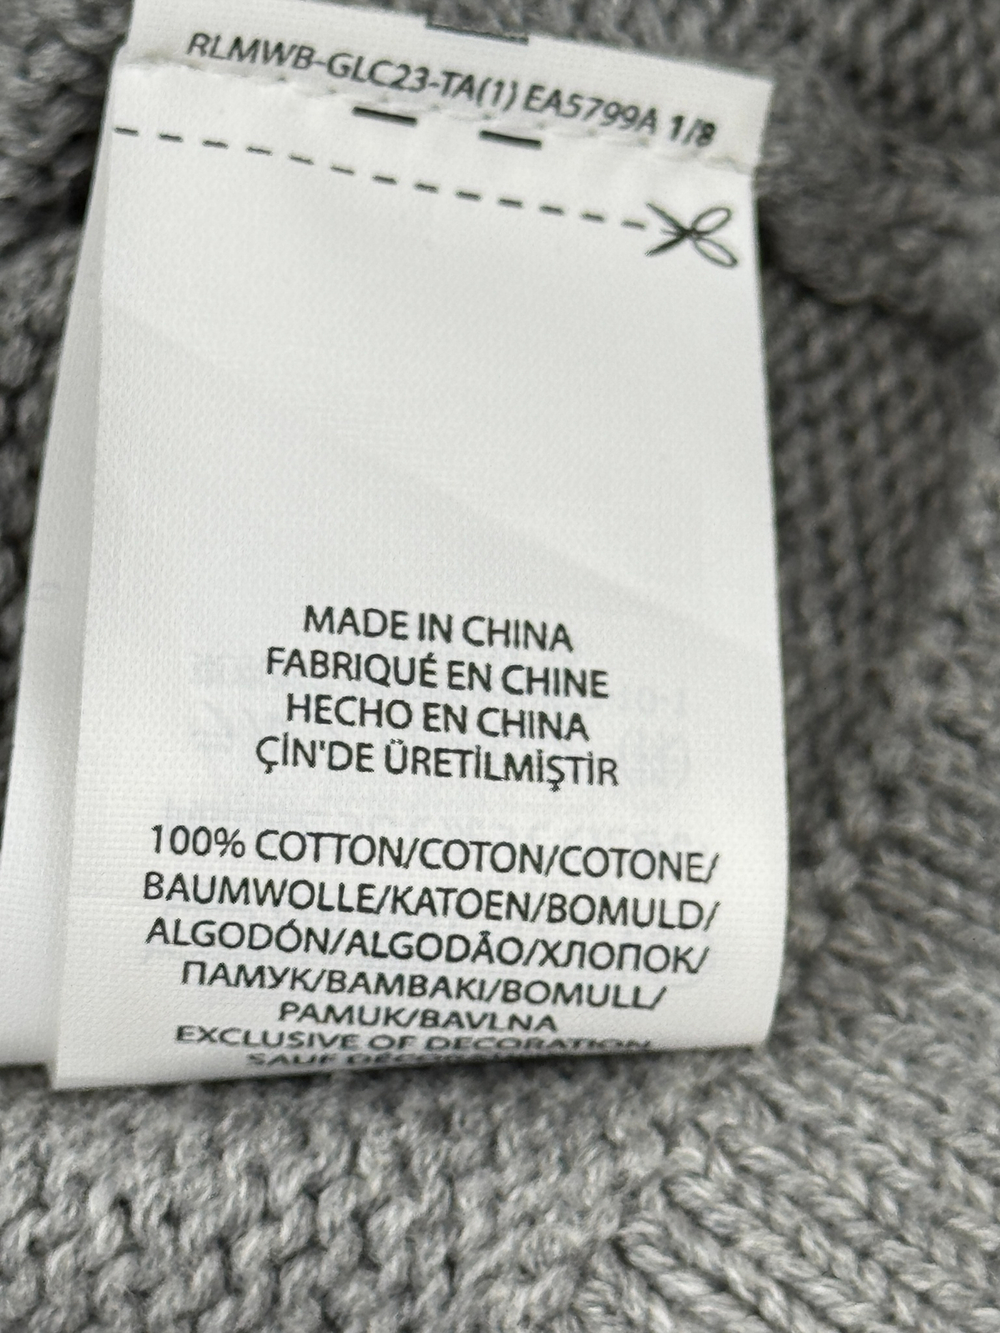 RLMWB-GLC23-TA(1) EA5799A 1/8
MADE IN CHINA
FABRIQUÉ EN CHINE
HECHO EN CHINA
ÇİN'DE ÜRETİLMİŞTİR
100% COTTON/COTON/COTONE/
BAUMWOLLE/KATOEN/BOMULD/
ALGODÓN/ALGODÃO/ХЛОПОК/
ПАМУК/BAMBAKI/BOMULL/
PAMUK/BAVLNA
EXCLUSIVE OF DECORATION
SAUF